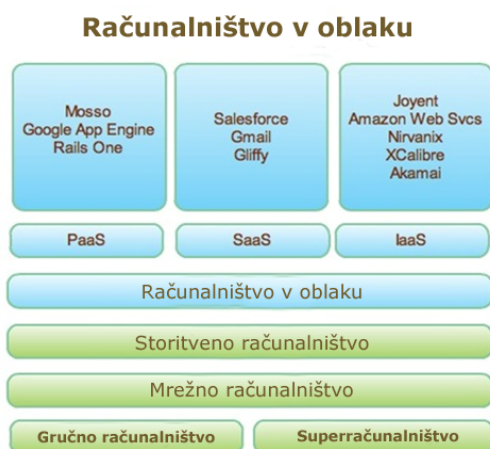 Računalništvo v oblaku
Mosso
Google App Engine
Rails One
Salesforce
Gmail
Gliffy
Joyent
Amazon Web Svcs
Nirvanix
XCalibre
Akamai
PaaS
SaaS
IaaS
Računalništvo v oblaku
Storitveno računalništvo
Mrežno računalništvo
Gručno računalništvo
Superračunalništvo